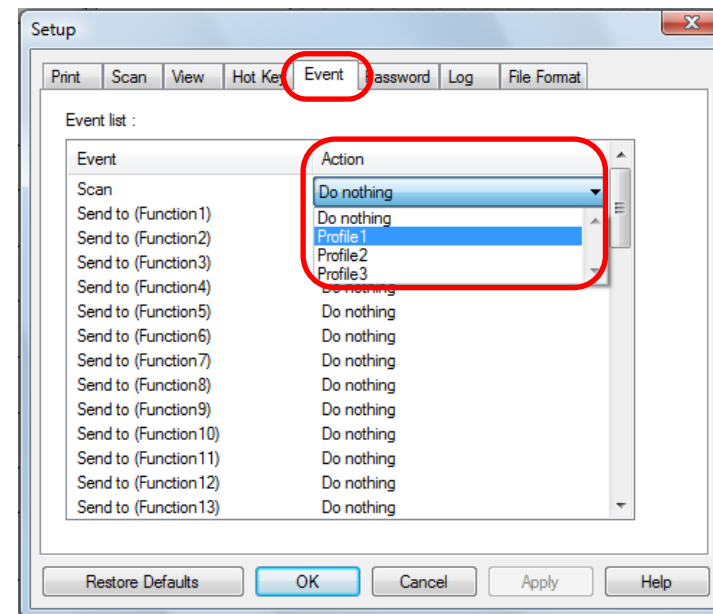 Setup
Print Scan View Hot Key Event Password Log File Format
Event list :
Event Action
Scan Do nothing
Send to (Function1) Do nothing
Send to (Function2) Profile1
Send to (Function3) Profile2
Send to (Function4) Profile3
Do nothing
Send to (Function5) Do nothing
Send to (Function6) Do nothing
Send to (Function7) Do nothing
Send to (Function8) Do nothing
Send to (Function9) Do nothing
Send to (Function10) Do nothing
Send to (Function11) Do nothing
Send to (Function12) Do nothing
Send to (Function13) Do nothing
Restore Defaults OK Cancel Apply Help